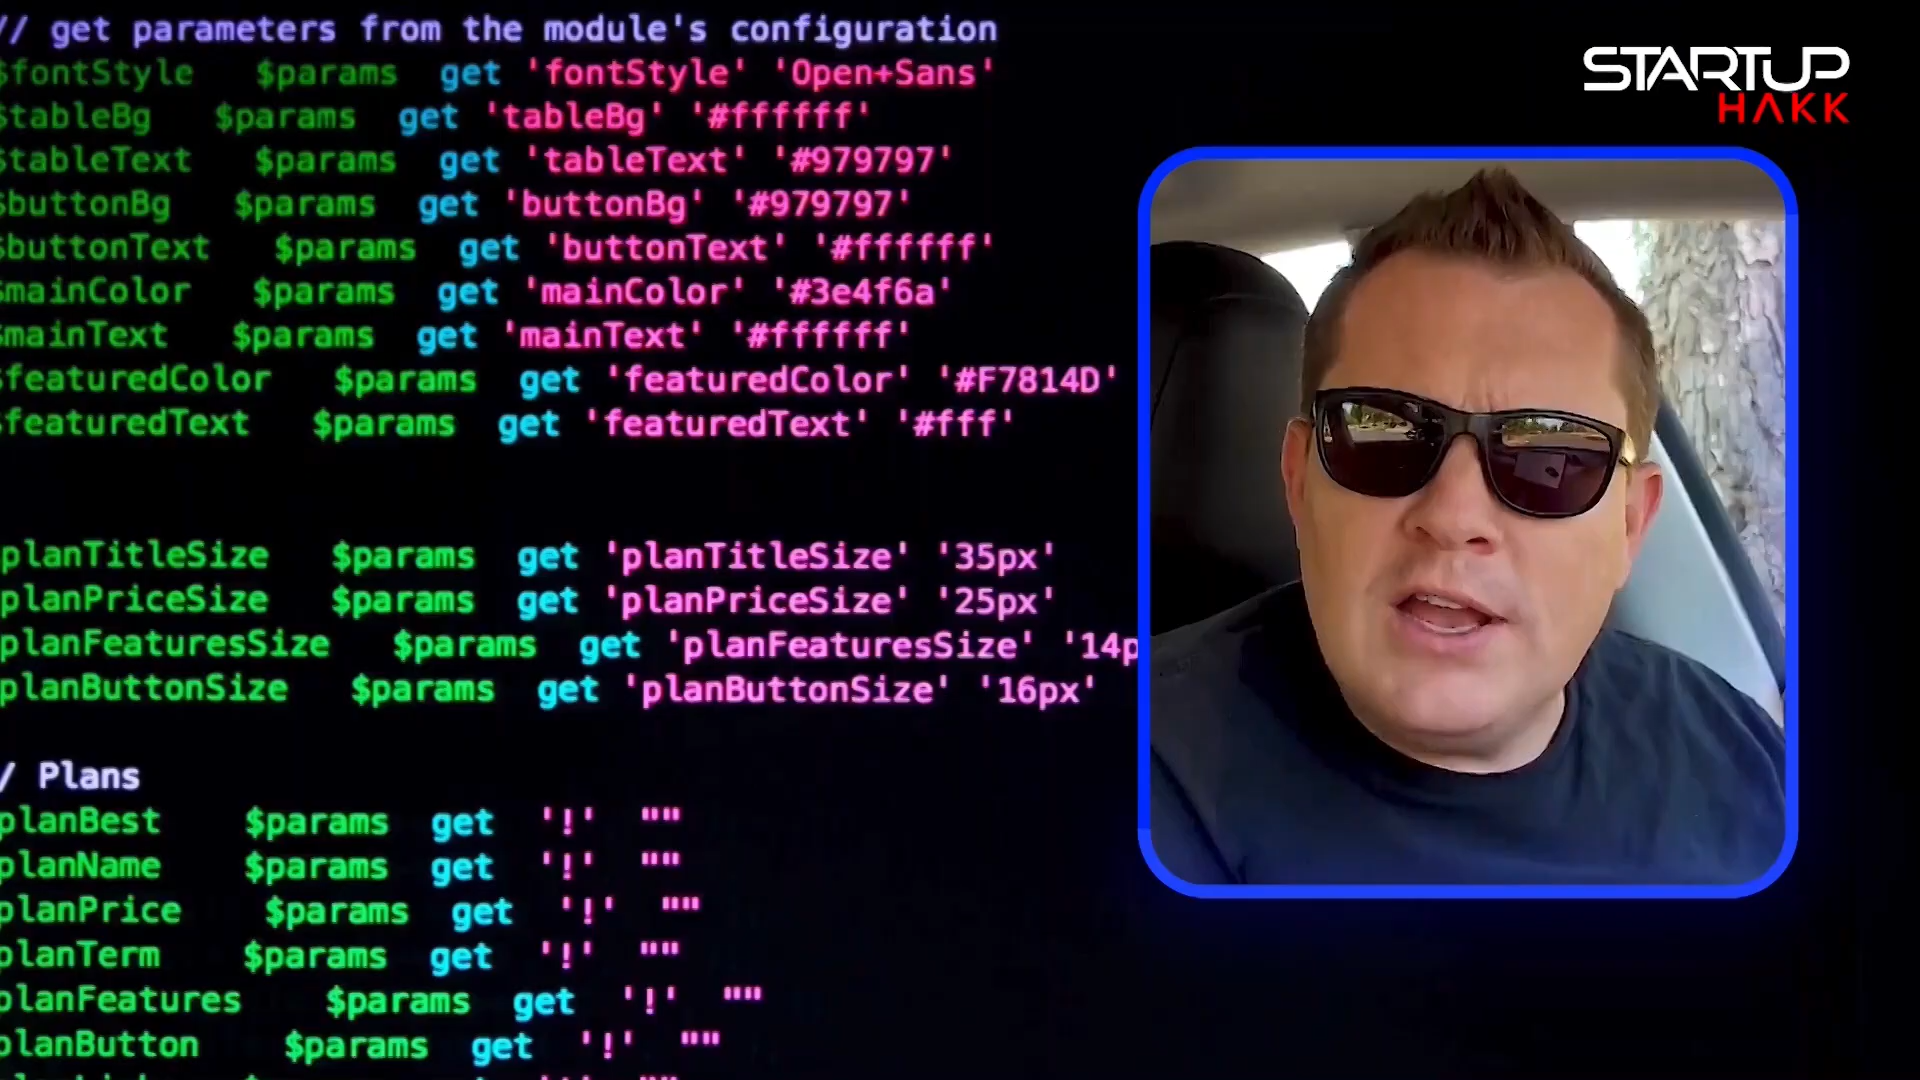 // get parameters from the module's configuration
$fontStyle $params get 'fontStyle' 'Open+Sans'
$tableBg $params get 'tableBg' '#ffffff'
$tableText $params get 'tableText' '#979797'
$buttonBg $params get 'buttonBg' '#979797'
$buttonText $params get 'buttonText' '#ffffff'
$mainColor $params get 'mainColor' '#3e4f6a'
$mainText $params get 'mainText' '#ffffff'
$featuredColor $params get 'featuredColor' '#F7814D'
$featuredText $params get 'featuredText' '#fff'
planTitleSize $params get 'planTitleSize' '35px'
planPriceSize $params get 'planPriceSize' '25px'
planFeaturesSize $params get 'planFeaturesSize' '14p
planButtonSize $params get 'planButtonSize' '16px'
/ Plans
planBest $params get '!' ""
planName $params get '!' ""
planPrice $params get '!' ""
planTerm $params get '!' ""
planFeatures $params get '!' ""
planButton $params get '!' ""
STARTUP
HAKK